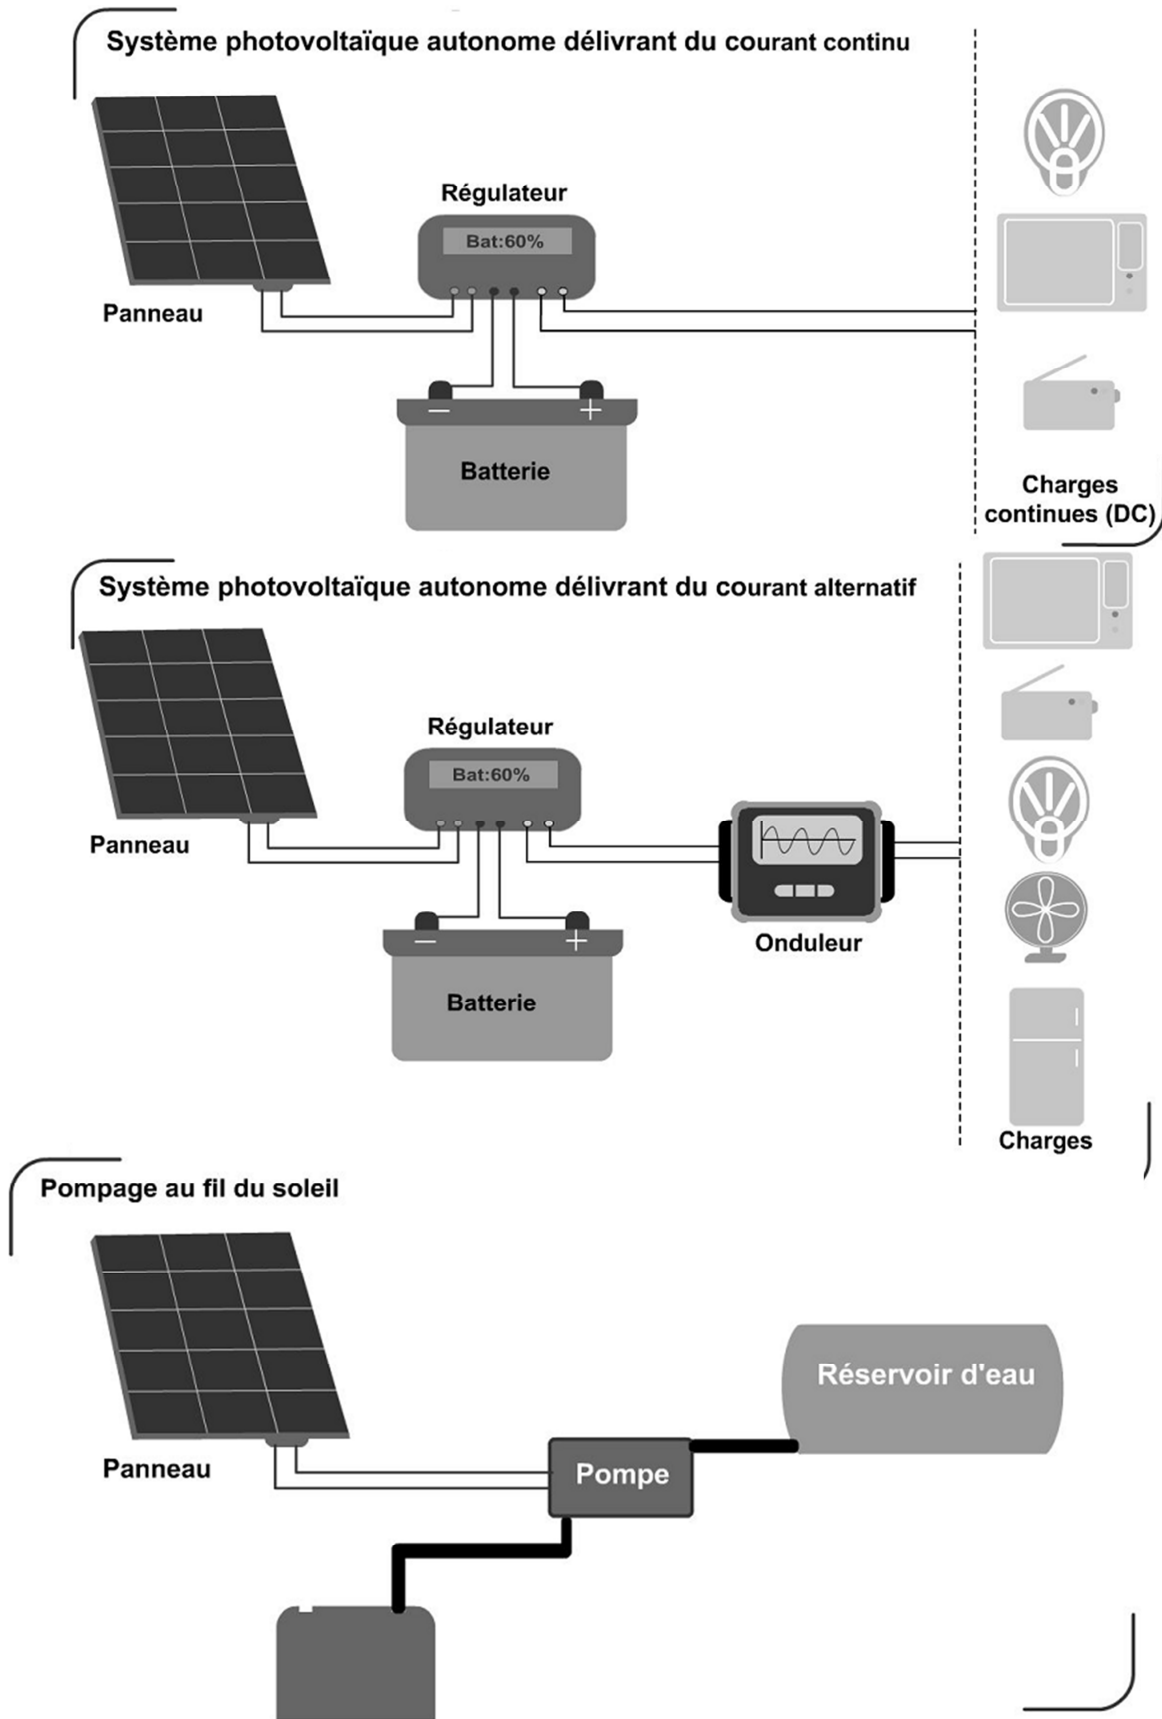 Système photovoltaïque autonome délivrant du courant continu
Régulateur
Bat:60%
Panneau
Batterie
Charges
continues (DC)
Système photovoltaïque autonome délivrant du courant alternatif
Régulateur
Bat:60%
Panneau
Onduleur
Batterie
Charges
Pompage au fil du soleil
Réservoir d'eau
Panneau
Pompe